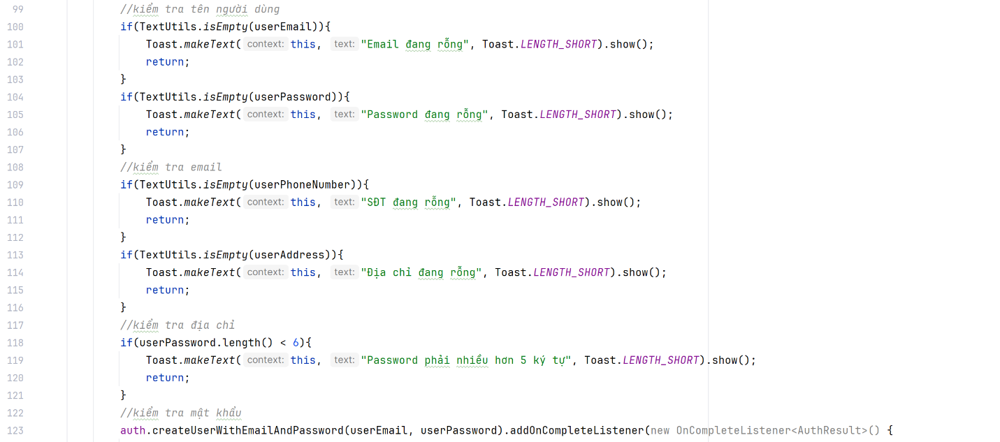 99 //kiểm tra tên người dùng
100 if(TextUtils.isEmpty(userEmail)){
101 Toast.makeText( context: this, text: "Email đang rỗng", Toast.LENGTH_SHORT).show();
102 return;
103 }
104 if(TextUtils.isEmpty(userPassword)){
105 Toast.makeText( context: this, text: "Password đang rỗng", Toast.LENGTH_SHORT).show();
106 return;
107 }
108 //kiểm tra email
109 if(TextUtils.isEmpty(userPhoneNumber)){
110 Toast.makeText( context: this, text: "SĐT đang rỗng", Toast.LENGTH_SHORT).show();
111 return;
112 }
113 if(TextUtils.isEmpty(userAddress)){
114 Toast.makeText( context: this, text: "Địa chỉ đang rỗng", Toast.LENGTH_SHORT).show();
115 return;
116 }
117 //kiểm tra địa chỉ
118 if(userPassword.length() < 6){
119 Toast.makeText( context: this, text: "Password phải nhiều hơn 5 ký tự", Toast.LENGTH_SHORT).show();
120 return;
121 }
122 //kiểm tra mật khẩu
123 auth.createUserWithEmailAndPassword(userEmail, userPassword).addOnCompleteListener(new OnCompleteListener<AuthResult>() {